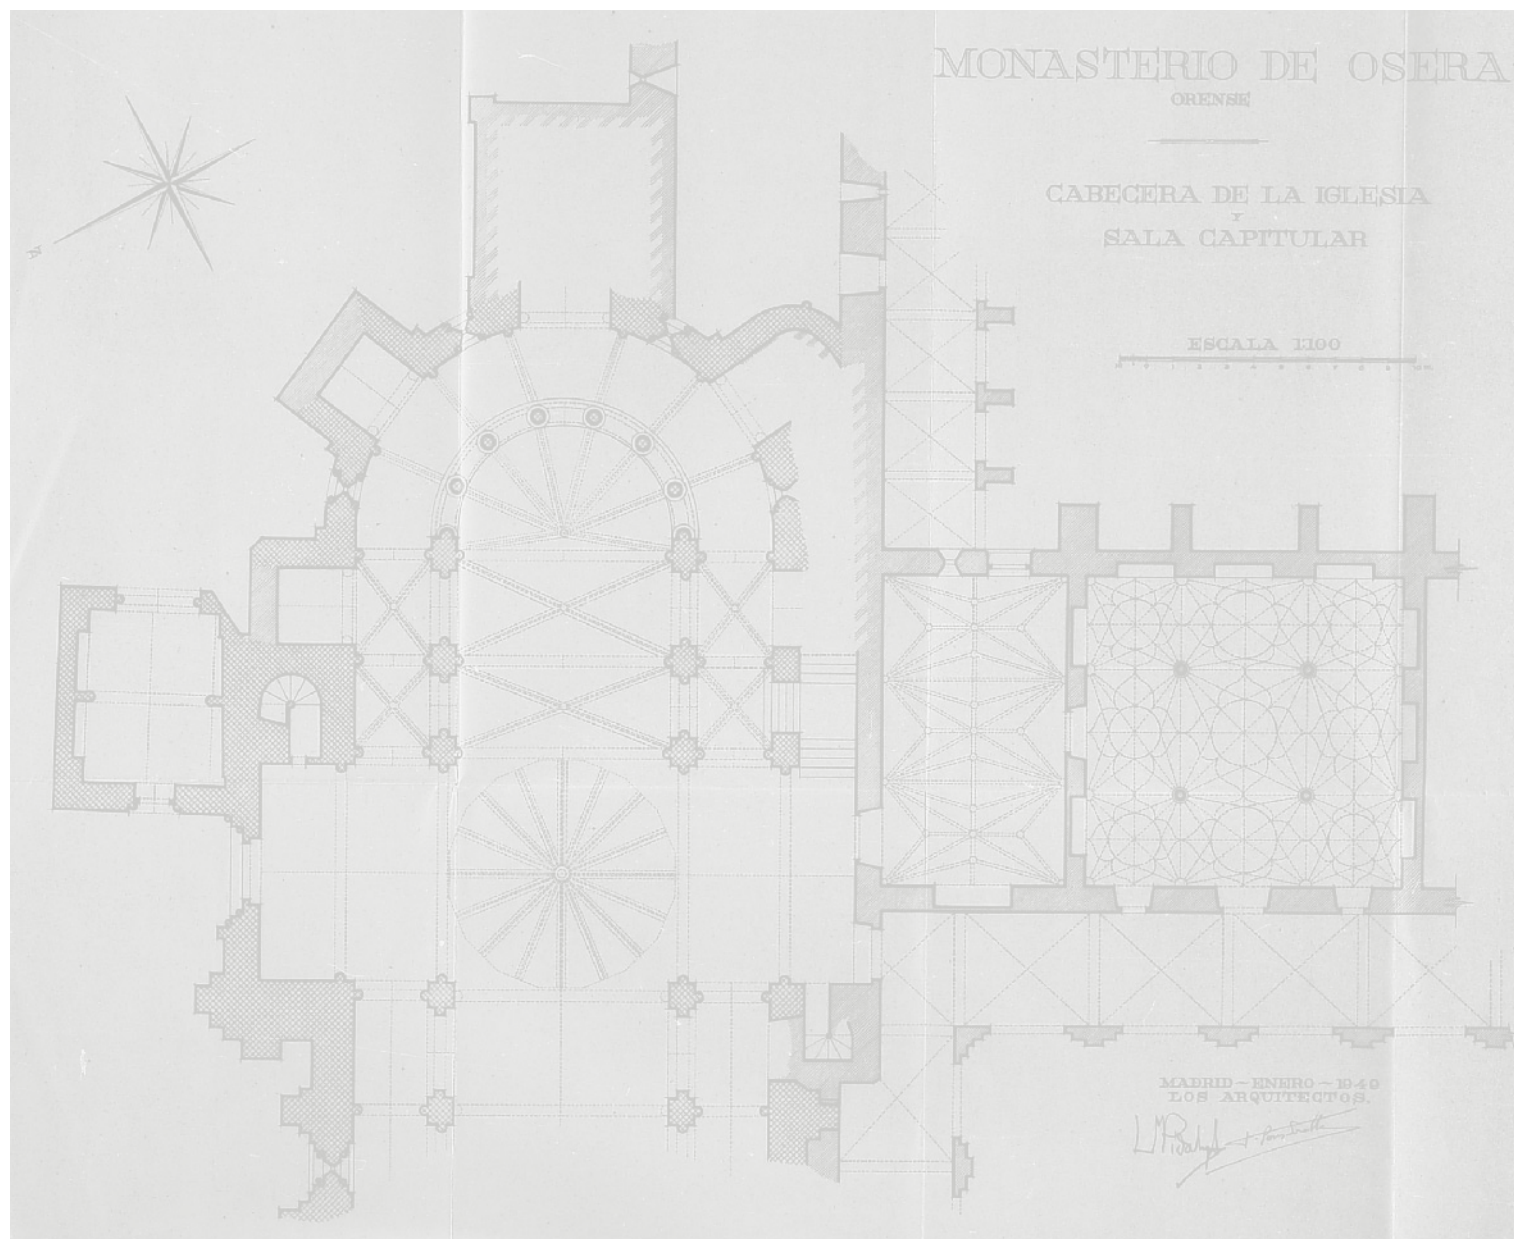 MONASTERIO DE OSERA
ORENSE
CABECERA DE LA IGLESIA
Y
SALA CAPITULAR
ESCALA 1:100
N
MADRID - ENERO - 1949
LOS ARQUITECTOS.